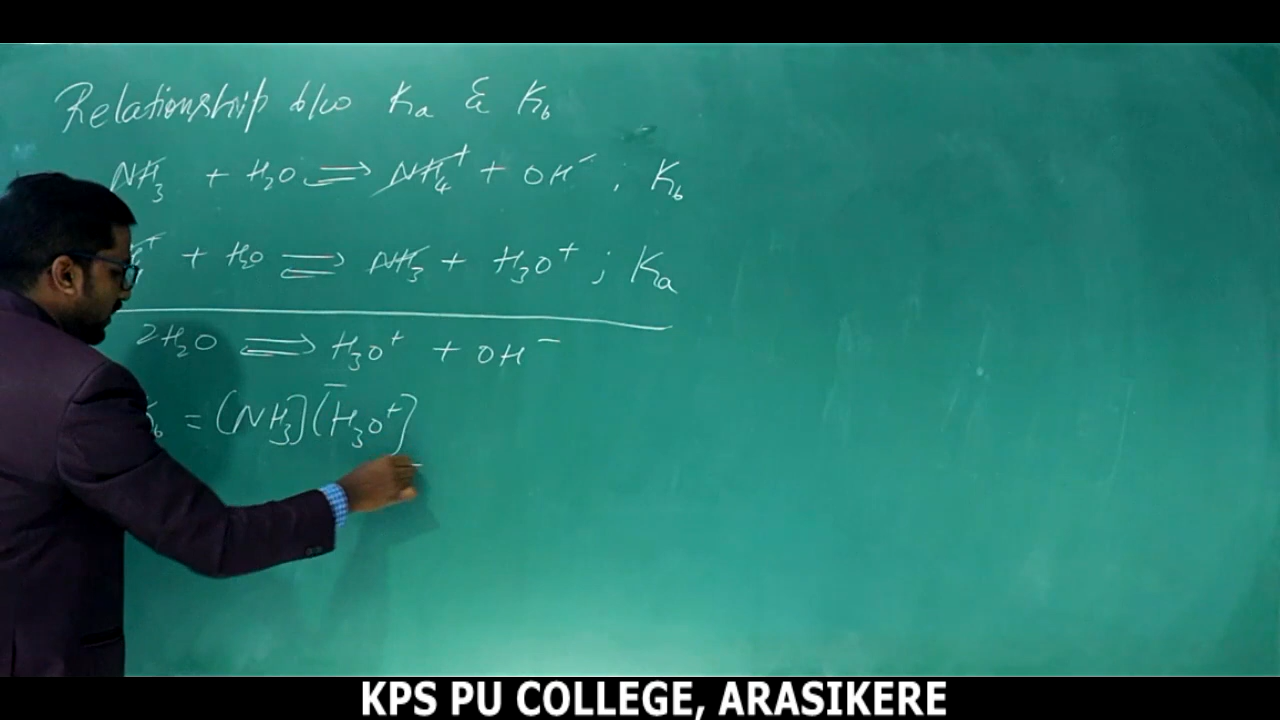 Relationship b/w Ka & Kb
NH3 + H2O ⇌ NH4+ + OH- ; Kb
+ H2O ⇌ NH3 + H3O+ ; Ka
2H2O ⇌ H3O+ + OH-
= [NH3][H3O+]
KPS PU COLLEGE, ARASIKERE